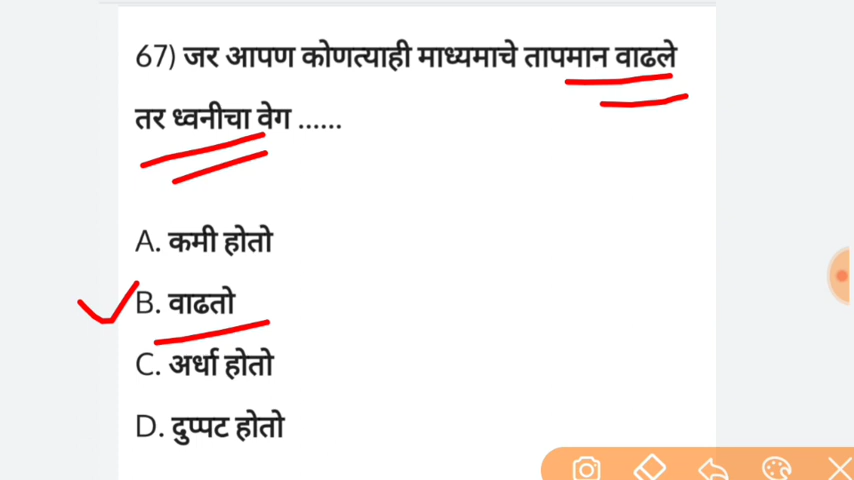 67) जर आपण कोणत्याही माध्यमाचे तापमान वाढले
तर ध्वनीचा वेग ......
A. कमी होतो
B. वाढतो
C. अर्धा होतो
D. दुप्पट होतो